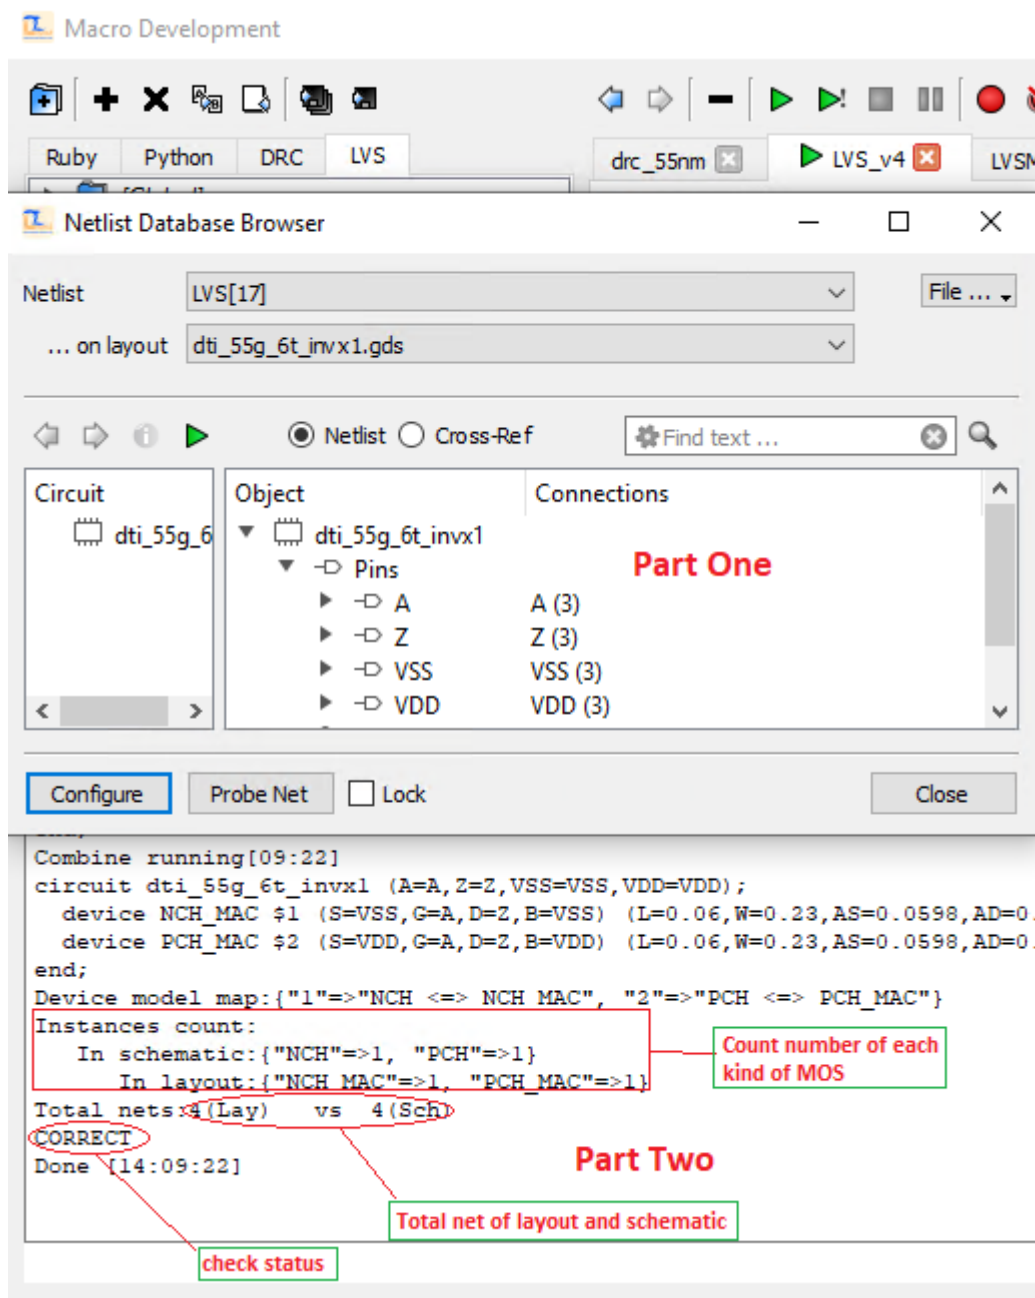 Macro Development
Ruby Python DRC LVS
drc_55nm LVS_v4
Netlist Database Browser
Netlist LVS[17] File ...
... on layout dti_55g_6t_invx1.gds
Netlist Cross-Ref Find text ...
Circuit Object Connections
dti_55g_6 dti_55g_6t_invx1
Part One
Pins
A A (3)
Z Z (3)
VSS VSS (3)
VDD VDD (3)
Configure Probe Net Lock Close
Combine running[09:22]
circuit dti_55g_6t_invx1 (A=A,Z=Z,VSS=VSS,VDD=VDD);
device NCH_MAC $1 (S=VSS,G=A,D=Z,B=VSS) (L=0.06,W=0.23,AS=0.0598,AD=0.
device PCH_MAC $2 (S=VDD,G=A,D=Z,B=VDD) (L=0.06,W=0.23,AS=0.0598,AD=0.
end;
Device model map:{"1"=>"NCH <=> NCH_MAC", "2"=>"PCH <=> PCH_MAC"}
Instances count:
In schematic:{"NCH"=>1, "PCH"=>1}
In layout:{"NCH_MAC"=>1, "PCH_MAC"=>1}
Count number of each
kind of MOS
Total nets:4(Lay) vs 4(Sch)
CORRECT
Done [14:09:22]
Part Two
Total net of layout and schematic
check status